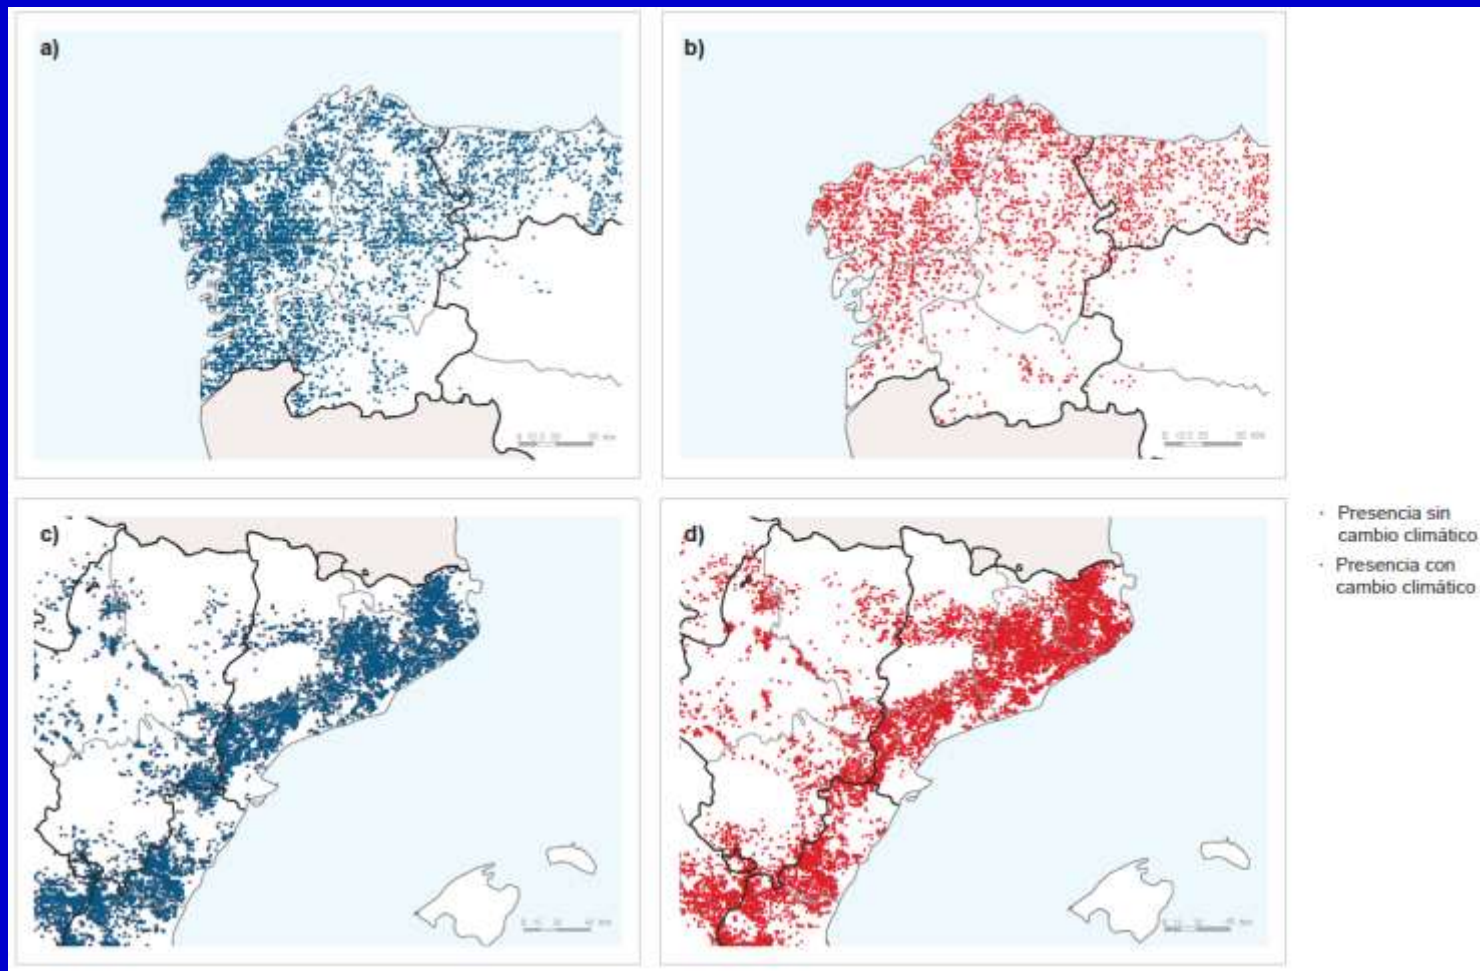 a)
b)
c)
d)
· Presencia sin
cambio climático
· Presencia con
cambio climático